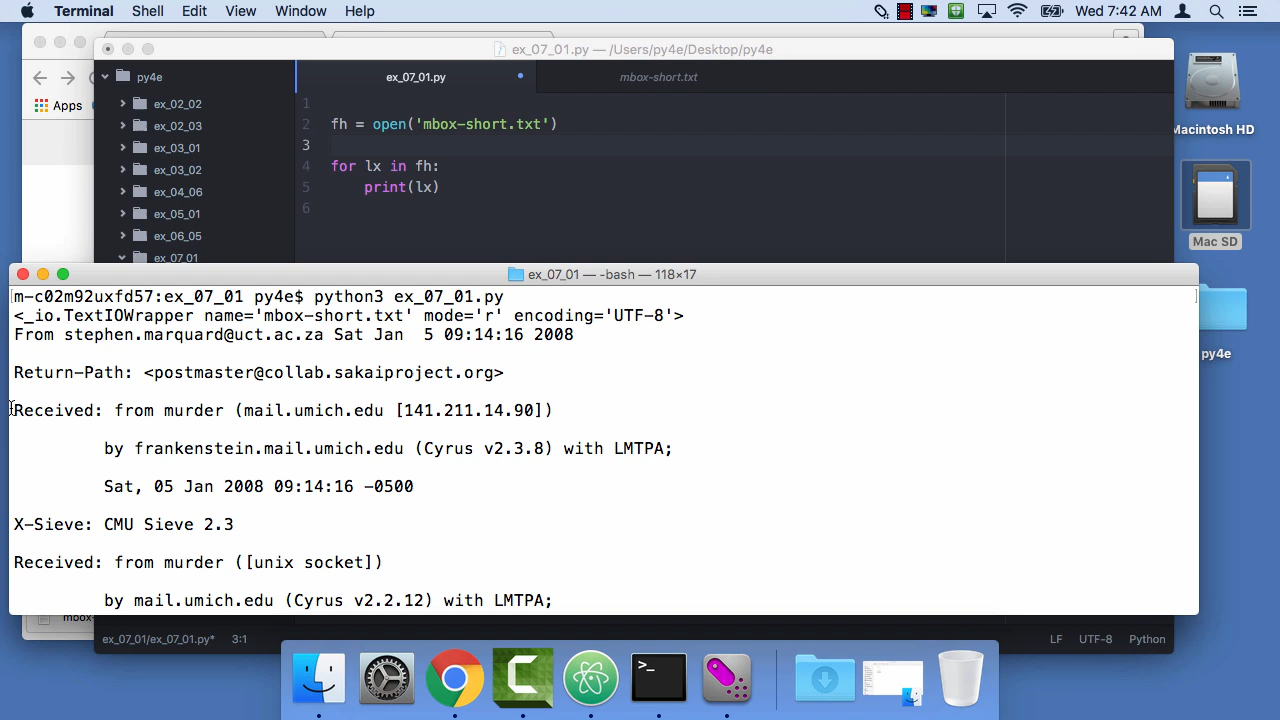 Terminal Shell Edit View Window Help Wed 7:42 AM
ex_07_01.py — /Users/py4e/Desktop/py4e
py4e
ex_07_01.py
mbox-short.txt
Apps
ex_02_02
ex_02_03
ex_03_01
ex_03_02
ex_04_06
ex_05_01
ex_06_05
ex_07_01
1
2 fh = open('mbox-short.txt')
3
4 for lx in fh:
5 print(lx)
6
Macintosh HD
Mac SD
py4e
ex_07_01 — -bash — 118×17
[m-c02m92uxfd57:ex_07_01 py4e$ python3 ex_07_01.py ]
<_io.TextIOWrapper name='mbox-short.txt' mode='r' encoding='UTF-8'>
From stephen.marquard@uct.ac.za Sat Jan  5 09:14:16 2008
Return-Path: <postmaster@collab.sakaiproject.org>
Received: from murder (mail.umich.edu [141.211.14.90])
by frankenstein.mail.umich.edu (Cyrus v2.3.8) with LMTPA;
Sat, 05 Jan 2008 09:14:16 -0500
X-Sieve: CMU Sieve 2.3
Received: from murder ([unix socket])
by mail.umich.edu (Cyrus v2.2.12) with LMTPA;
mbox-
ex_07_01/ex_07_01.py* 3:1 LF UTF-8 Python
>_